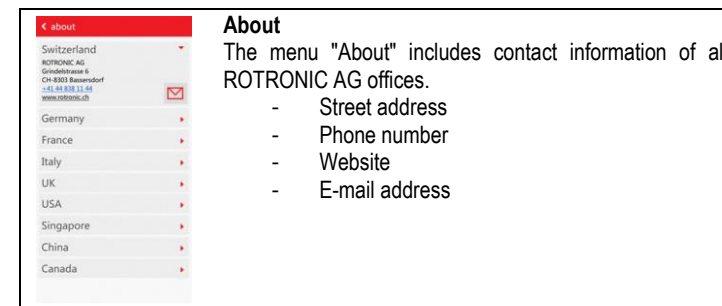 < about
Switzerland
ROTRONIC AG
Grindelstrasse 6
CH-8303 Bassersdorf
+41 44 838 11 44
www.rotronic.ch
Germany
France
Italy
UK
USA
Singapore
China
Canada
About
The menu "About" includes contact information of al
ROTRONIC AG offices.
- Street address
- Phone number
- Website
- E-mail address